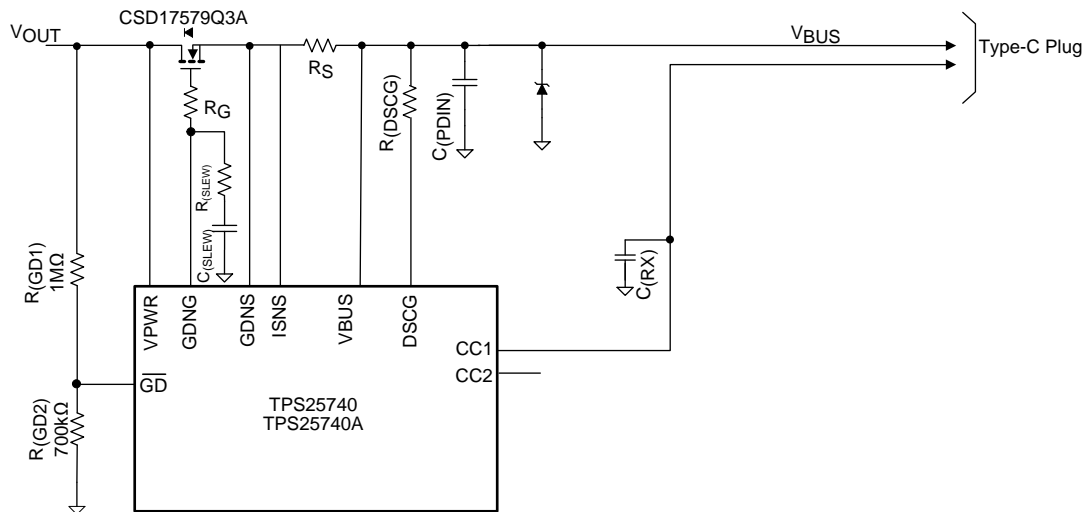 CSD17579Q3A
VOUT
VBUS
Type-C Plug
RS
RG
R(DSCG)
C(PDIN)
R(SLEW)
C(SLEW)
R(GD1)
1MΩ
C(RX)
VPWR
GDNG
GDNS
ISNS
VBUS
DSCG
CC1
CC2
GD
TPS25740
TPS25740A
R(GD2)
700kΩ